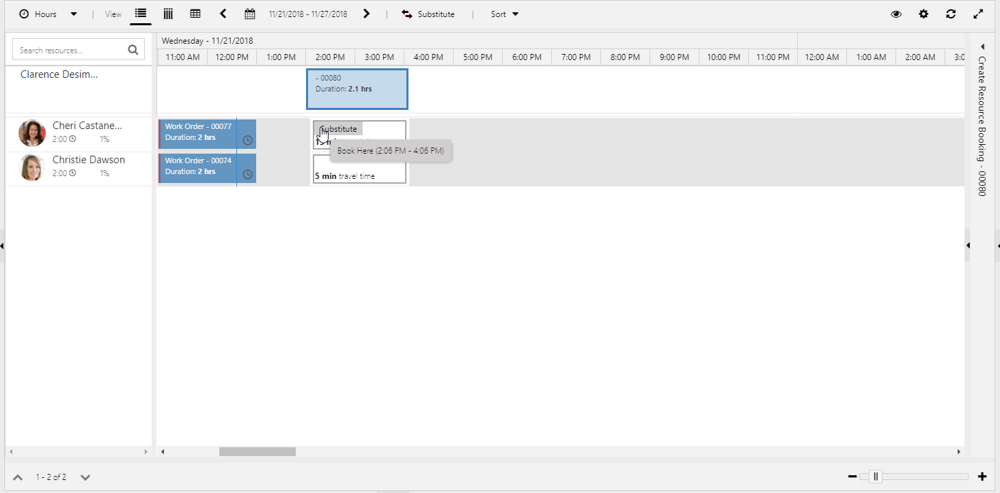 Hours
View
11/21/2018 - 11/27/2018
Substitute
Sort
Search resources...
Wednesday - 11/21/2018
11:00 AM 12:00 PM 1:00 PM 2:00 PM 3:00 PM 4:00 PM 5:00 PM 6:00 PM 7:00 PM 8:00 PM 9:00 PM 10:00 PM 11:00 PM 12:00 AM 1:00 AM 2:00 AM 3:0
Clarence Desim...
- 00080
Duration: 2.1 hrs
Cheri Castane...
2:00 1%
Work Order - 00077
Duration: 2 hrs
Substitute
Book Here (2:06 PM - 4:06 PM)
Christie Dawson
2:00 1%
Work Order - 00074
Duration: 2 hrs
5 min travel time
Create Resource Booking - 00080
1 - 2 of 2